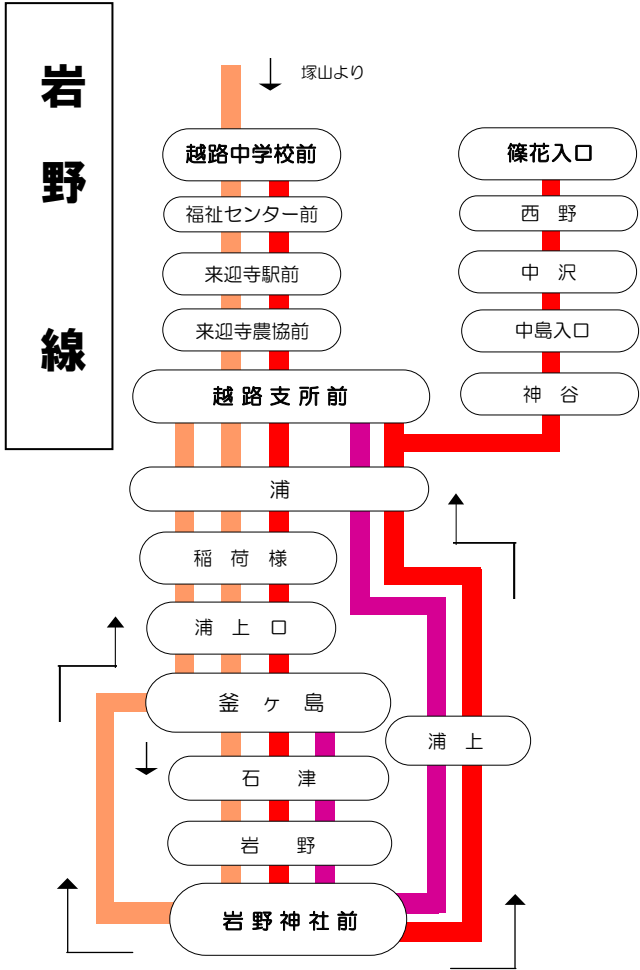 岩野線
塚山より
越路中学校前
篠花入口
福祉センター前
西野
来迎寺駅前
中沢
来迎寺農協前
中島入口
越路支所前
神谷
浦
稲荷様
浦上口
釜ヶ島
浦上
石津
岩野
岩野神社前